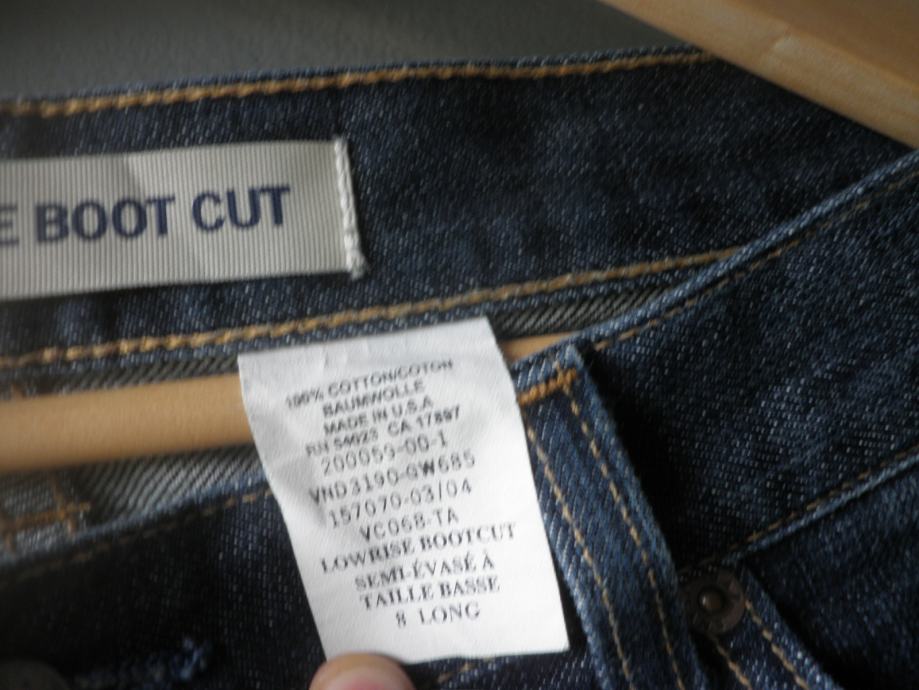 E BOOT CUT
100% COTTON/COTON
BAUMWOLLE
MADE IN U.S.A
RN 54023 CA 17897
200059-00-1
VND3190-GW685
157070-03/04
VC068-TA
LOWRISE BOOTCUT
SEMI-ÉVASÉ À
TAILLE BASSE
8 LONG